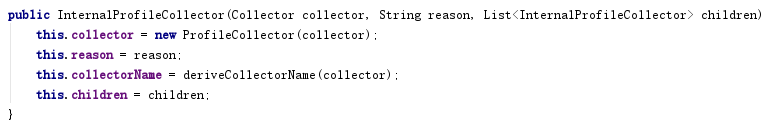 public InternalProfileCollector(Collector collector, String reason, List<InternalProfileCollector> children)
this.collector = new ProfileCollector(collector);
this.reason = reason;
this.collectorName = deriveCollectorName(collector);
this.children = children;
}